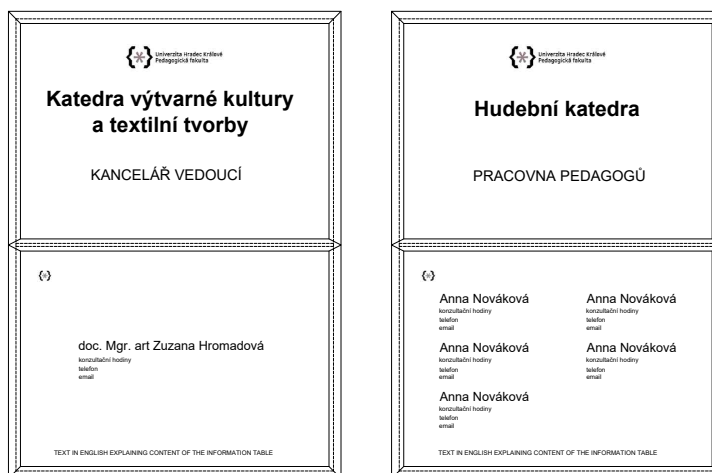 Univerzita Hradec Králové
Pedagogická fakulta
Katedra výtvarné kultury
a textilní tvorby
KANCELÁŘ VEDOUCÍ
doc. Mgr. art Zuzana Hromadová
konzultační hodiny
telefon
email
TEXT IN ENGLISH EXPLAINING CONTENT OF THE INFORMATION TABLE
Univerzita Hradec Králové
Pedagogická fakulta
Hudební katedra
PRACOVNA PEDAGOGŮ
Anna Nováková
konzultační hodiny
telefon
email
Anna Nováková
konzultační hodiny
telefon
email
Anna Nováková
konzultační hodiny
telefon
email
Anna Nováková
konzultační hodiny
telefon
email
Anna Nováková
konzultační hodiny
telefon
email
TEXT IN ENGLISH EXPLAINING CONTENT OF THE INFORMATION TABLE